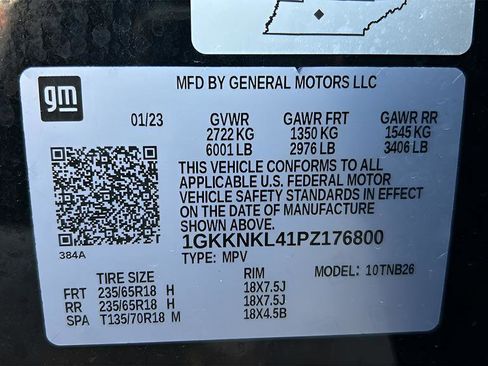 gm
MFD BY GENERAL MOTORS LLC
01/23 GVWR GAWR FRT GAWR RR
2722 KG 1350 KG 1545 KG
6001 LB 2976 LB 3406 LB
THIS VEHICLE CONFORMS TO ALL
APPLICABLE U.S. FEDERAL MOTOR
VEHICLE SAFETY STANDARDS IN EFFECT
ON THE DATE OF MANUFACTURE
SHOWN ABOVE.
384A
1GKKNKL41PZ176800
TYPE: MPV MODEL: 10TNB26
TIRE SIZE RIM
FRT 235/65R18 H 18X7.5J
RR 235/65R18 H 18X7.5J
SPA T135/70R18 M 18X4.5B